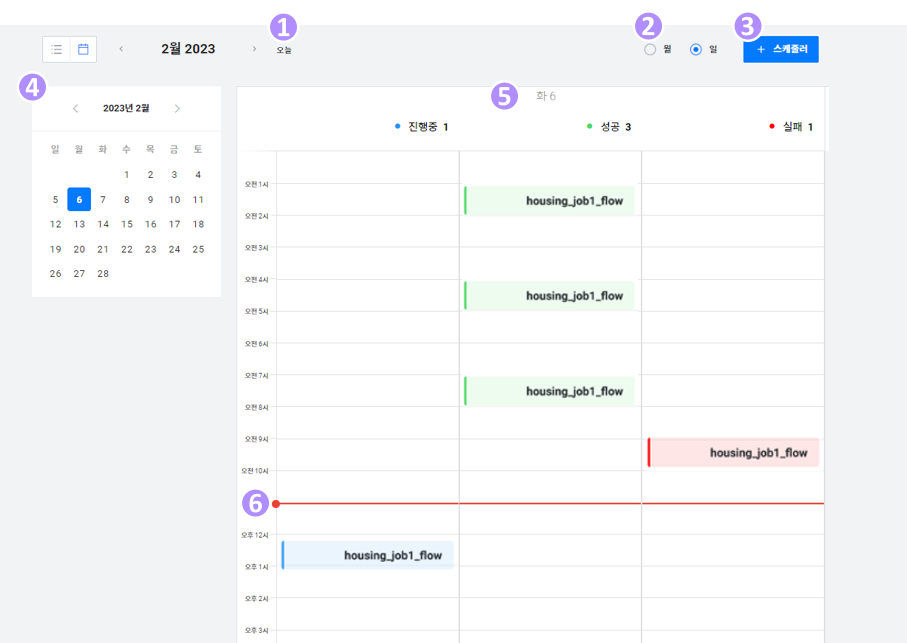 1
2
3
2월 2023
오늘
월
일
+ 스케줄러
4
2023년 2월
일 월 화 수 목 금 토
1 2 3 4
5 6 7 8 9 10 11
12 13 14 15 16 17 18
19 20 21 22 23 24 25
26 27 28
5
화 6
진행중 1
성공 3
실패 1
오전 1시
housing_job1_flow
오전 2시
오전 3시
오전 4시
housing_job1_flow
오전 5시
오전 6시
오전 7시
housing_job1_flow
오전 8시
오전 9시
housing_job1_flow
오전 10시
6
오후 12시
housing_job1_flow
오후 1시
오후 2시
오후 3시